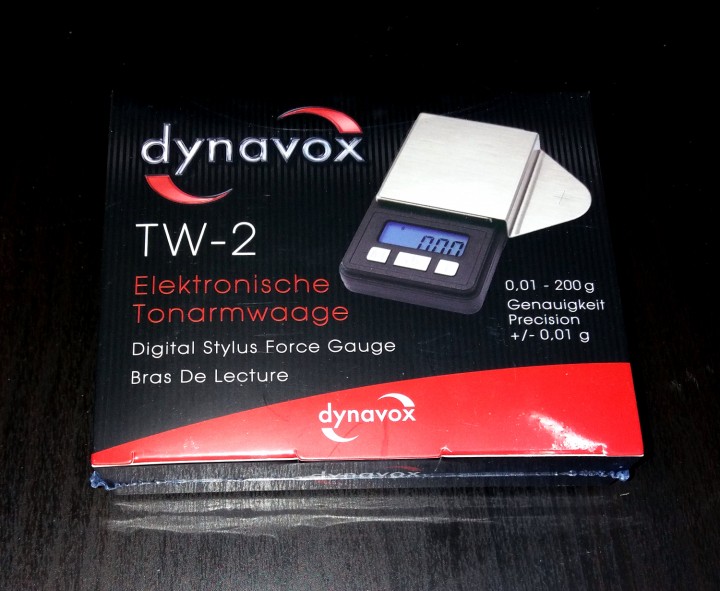 dynavox
TW-2
Elektronische
Tonarmwaage
Digital Stylus Force Gauge
Bras De Lecture
0.00
0,01 - 200 g
Genauigkeit
Precision
+/- 0,01 g
dynavox
dynavox